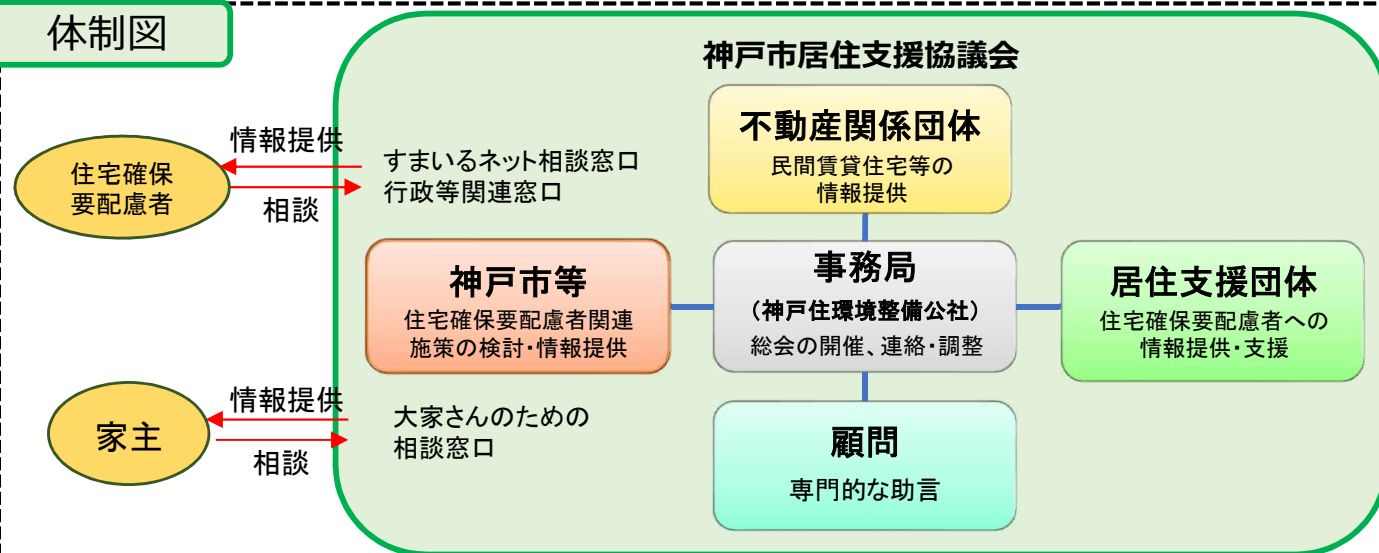 体制図
神戸市居住支援協議会
不動産関係団体
民間賃貸住宅等の
情報提供
情報提供
住宅確保
要配慮者
相談
すまいるネット相談窓口
行政等関連窓口
神戸市等
住宅確保要配慮者関連
施策の検討・情報提供
事務局
（神戸住環境整備公社）
総会の開催、連絡・調整
居住支援団体
住宅確保要配慮者への
情報提供・支援
情報提供
家主
相談
大家さんのための
相談窓口
顧問
専門的な助言